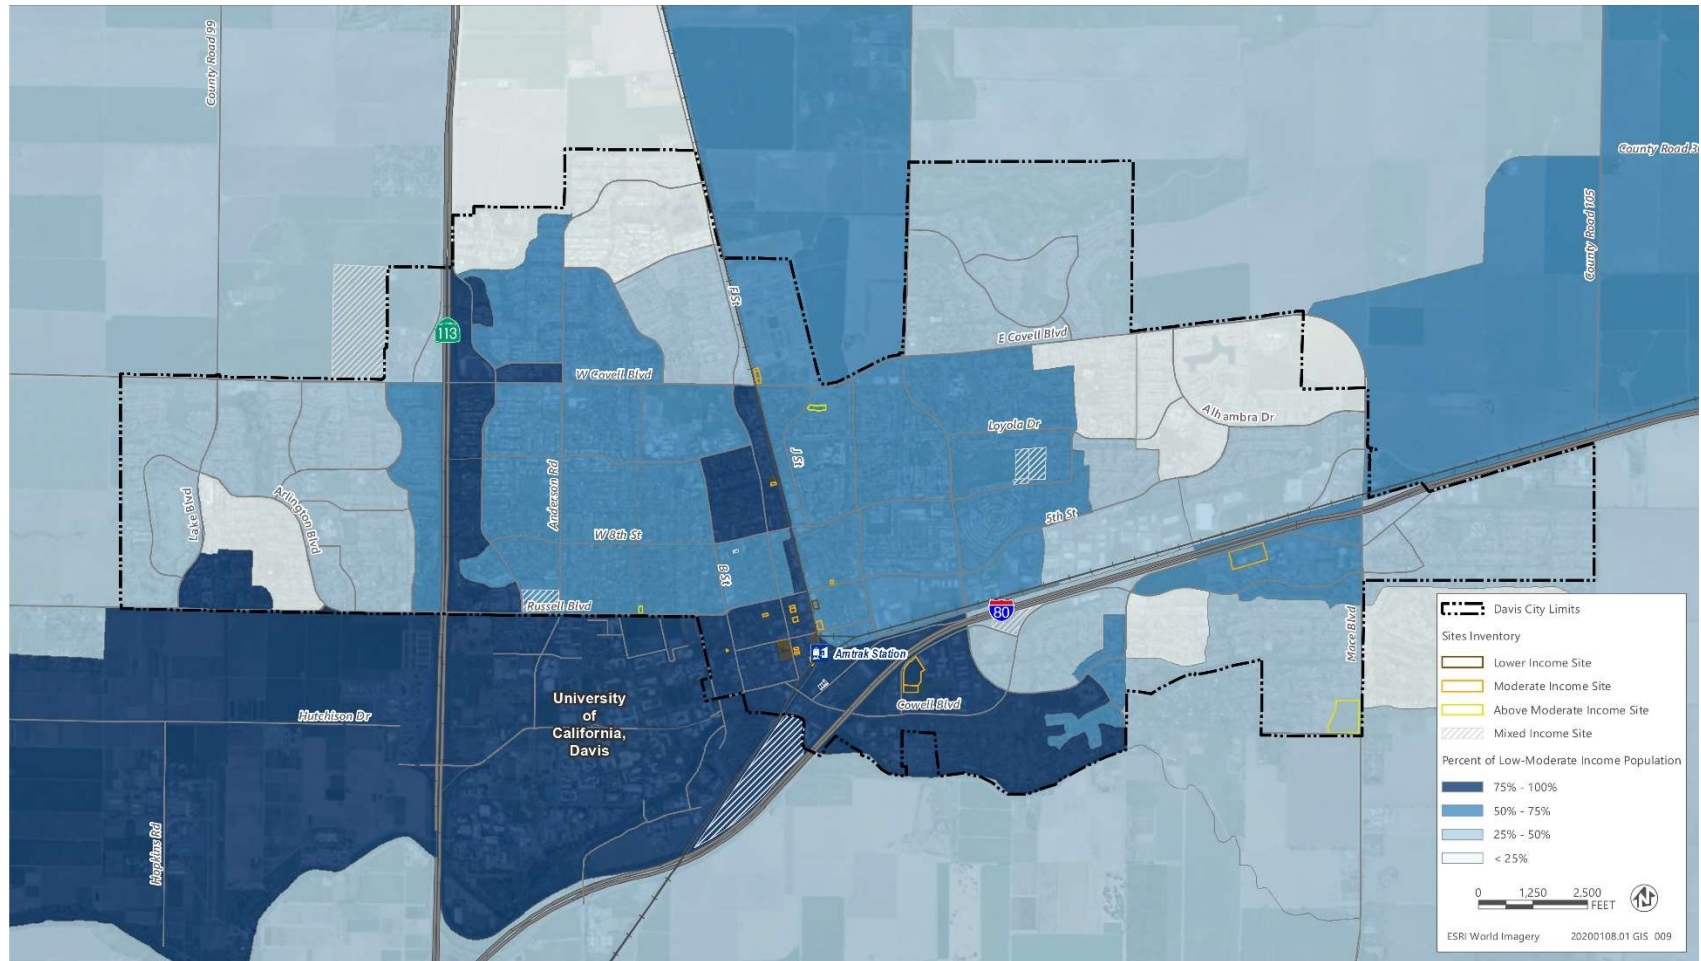 County Road 99
County Road 105
113
W Covell Blvd
F St
E Covell Blvd
J St
Loyola Dr
Alhambra Dr
Lake Blvd
Arlington Blvd
Anderson Rd
W 8th St
B St
5th St
Russell Blvd
80
Mace Blvd
Amtrak Station
Cowell Blvd
University
of
California,
Davis
Hutchison Dr
Hopkins Rd
Davis City Limits
Sites Inventory
Lower Income Site
Moderate Income Site
Above Moderate Income Site
Mixed Income Site
Percent of Low-Moderate Income Population
75% - 100%
50% - 75%
25% - 50%
< 25%
0 1,250 2,500
FEET
ESRI World Imagery 20200108.01 GIS 009